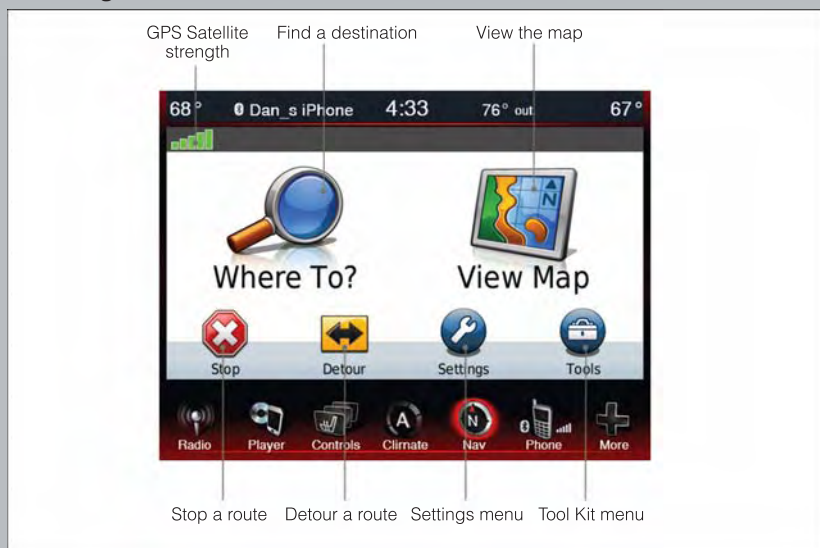 GPS Satellite
strength
Find a destination
View the map
68° Dan_s iPhone 4:33 76° out 67°
N
Where To? View Map
Stop Detour Settings Tools
A N
Radio Player Controls Climate Nav Phone More
Stop a route Detour a route Settings menu Tool Kit menu